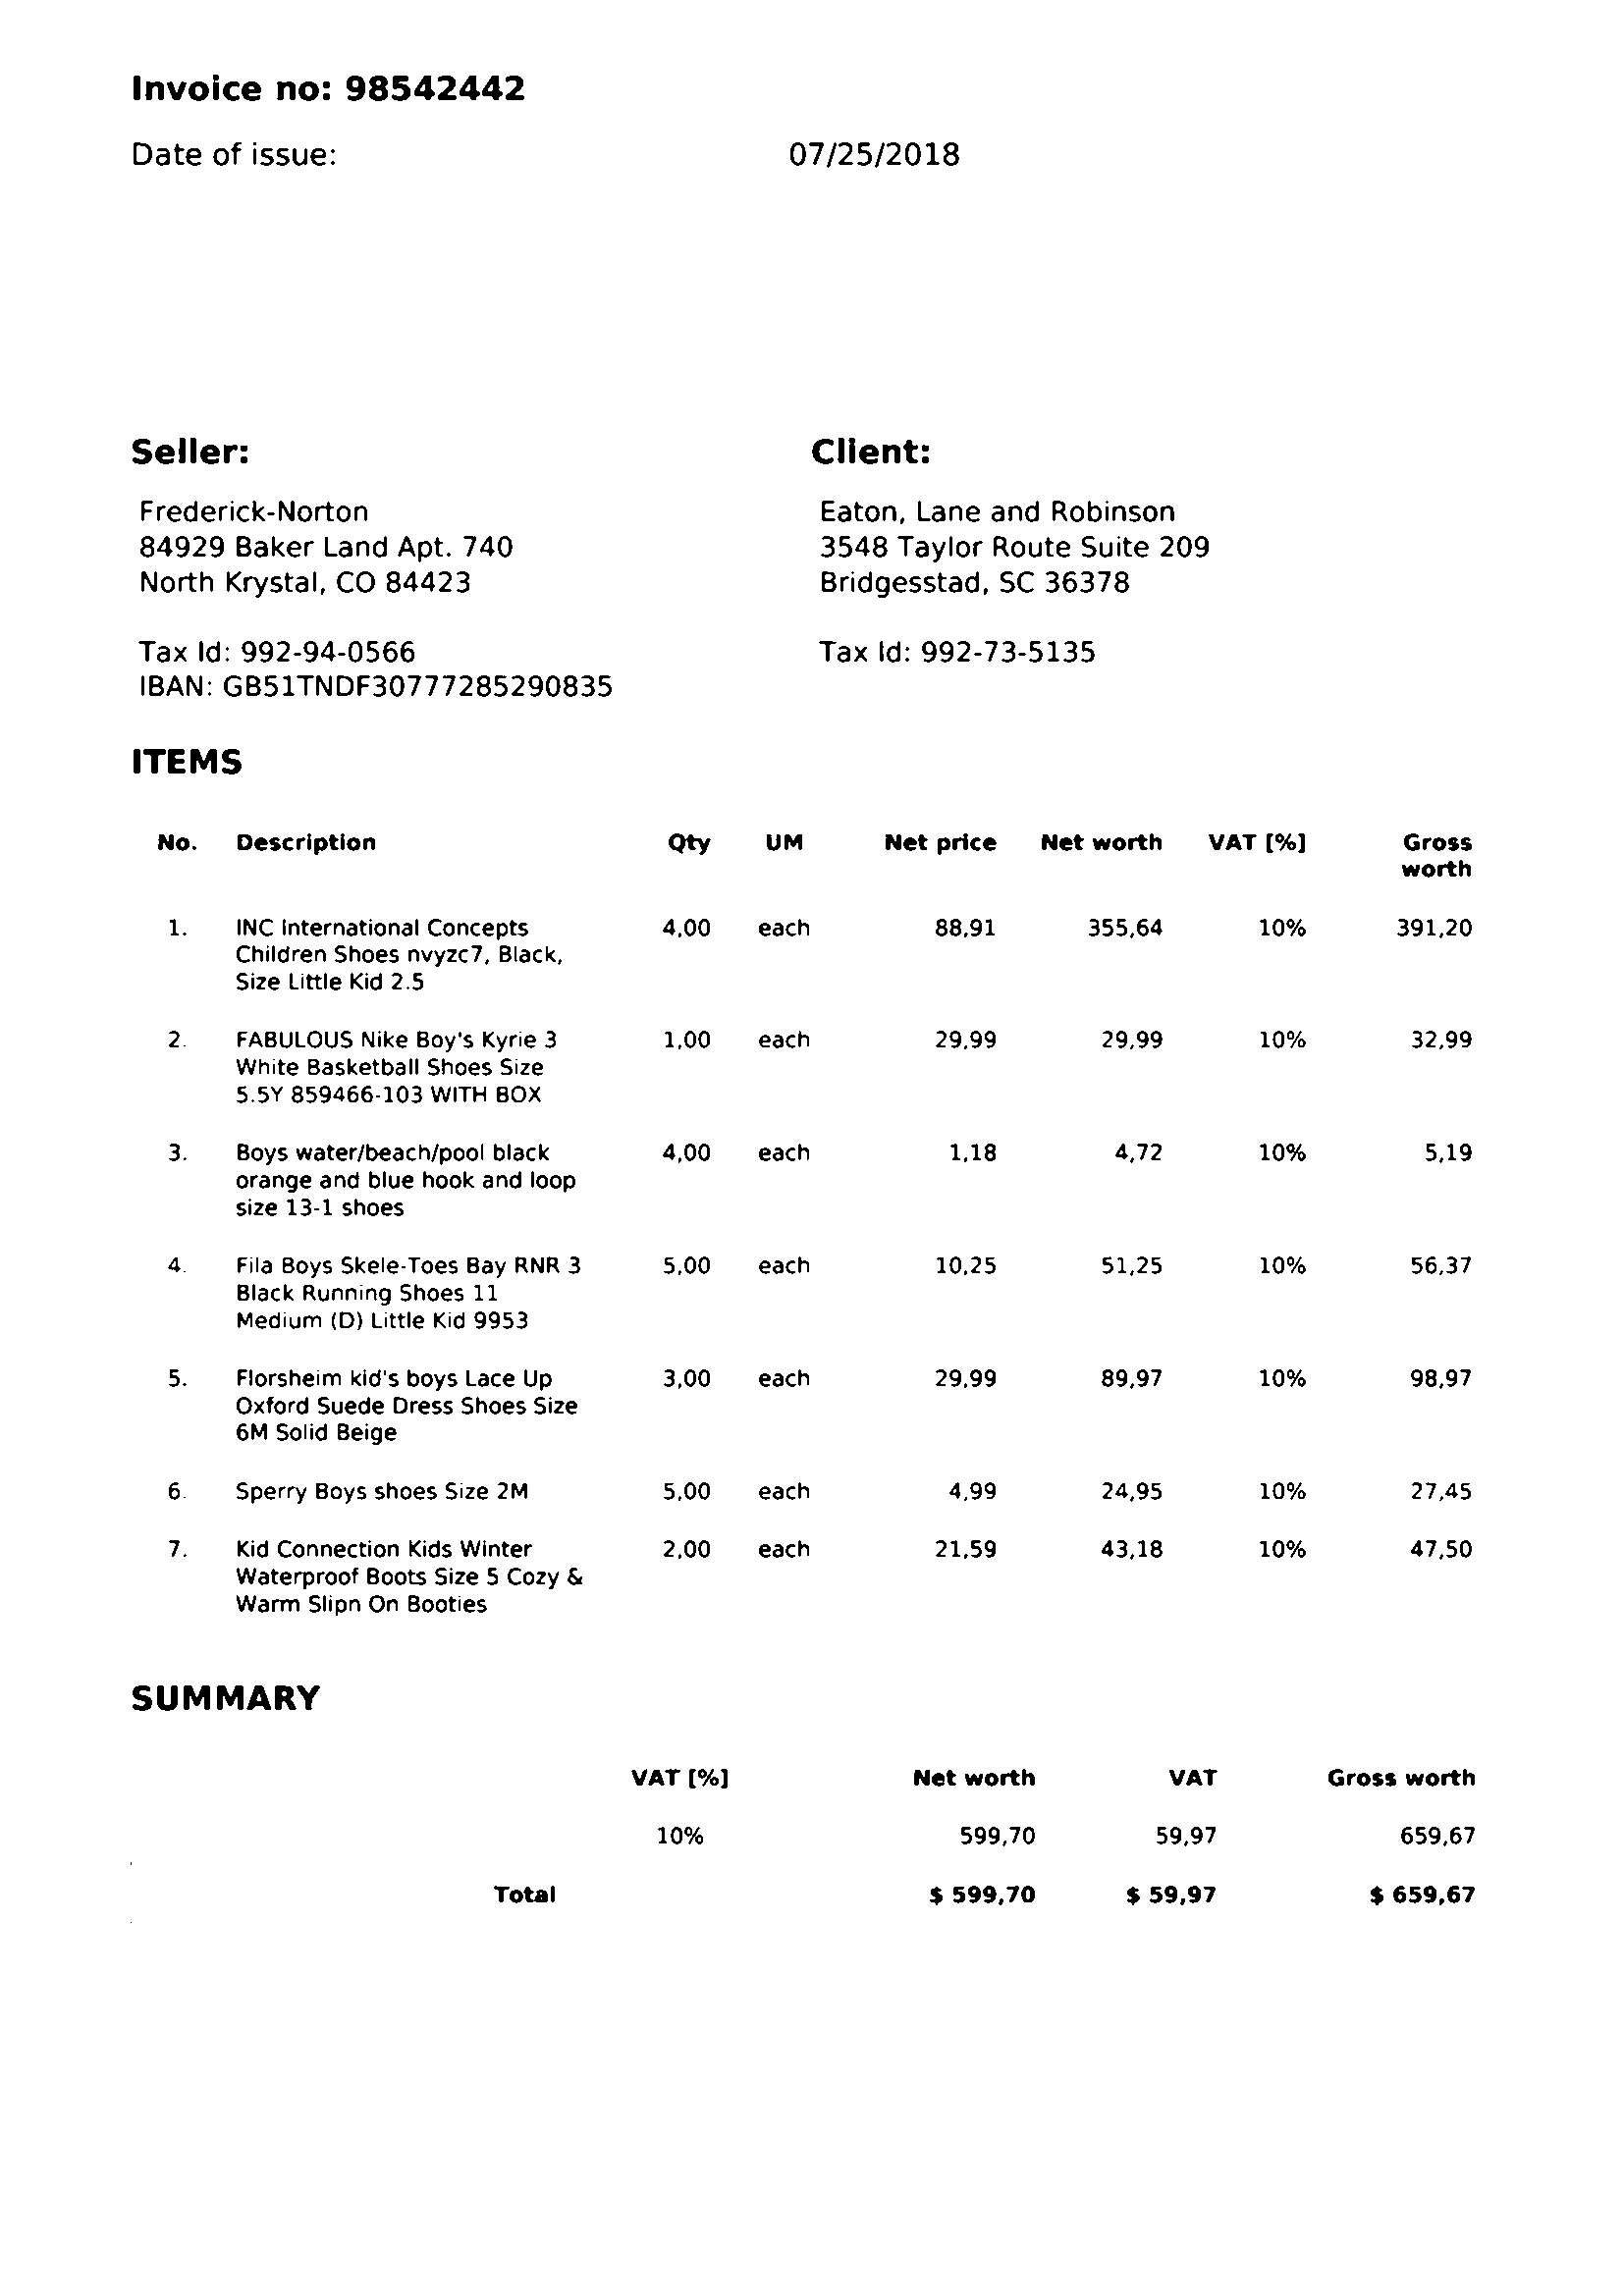 Invoice no: 98542442
Date of issue: 07/25/2018
Seller: Client:
Frederick-Norton Eaton, Lane and Robinson
84929 Baker Land Apt. 740 3548 Taylor Route Suite 209
North Krystal, CO 84423 Bridgesstad, SC 36378
Tax Id: 992-94-0566 Tax Id: 992-73-5135
IBAN: GB51TNDF30777285290835
ITEMS
No. Description Qty UM Net price Net worth VAT [%] Gross
worth
1. INC International Concepts 4,00 each 88,91 355,64 10% 391,20
Children Shoes nvyzc7, Black,
Size Little Kid 2.5
2. FABULOUS Nike Boy's Kyrie 3 1,00 each 29,99 29,99 10% 32,99
White Basketball Shoes Size
5.5Y 859466-103 WITH BOX
3. Boys water/beach/pool black 4,00 each 1,18 4,72 10% 5,19
orange and blue hook and loop
size 13-1 shoes
4. Fila Boys Skele-Toes Bay RNR 3 5,00 each 10,25 51,25 10% 56,37
Black Running Shoes 11
Medium (D) Little Kid 9953
5. Florsheim kid's boys Lace Up 3,00 each 29,99 89,97 10% 98,97
Oxford Suede Dress Shoes Size
6M Solid Beige
6. Sperry Boys shoes Size 2M 5,00 each 4,99 24,95 10% 27,45
7. Kid Connection Kids Winter 2,00 each 21,59 43,18 10% 47,50
Waterproof Boots Size 5 Cozy &
Warm Slipn On Booties
SUMMARY
VAT [%] Net worth VAT Gross worth
10% 599,70 59,97 659,67
Total $ 599,70 $ 59,97 $ 659,67